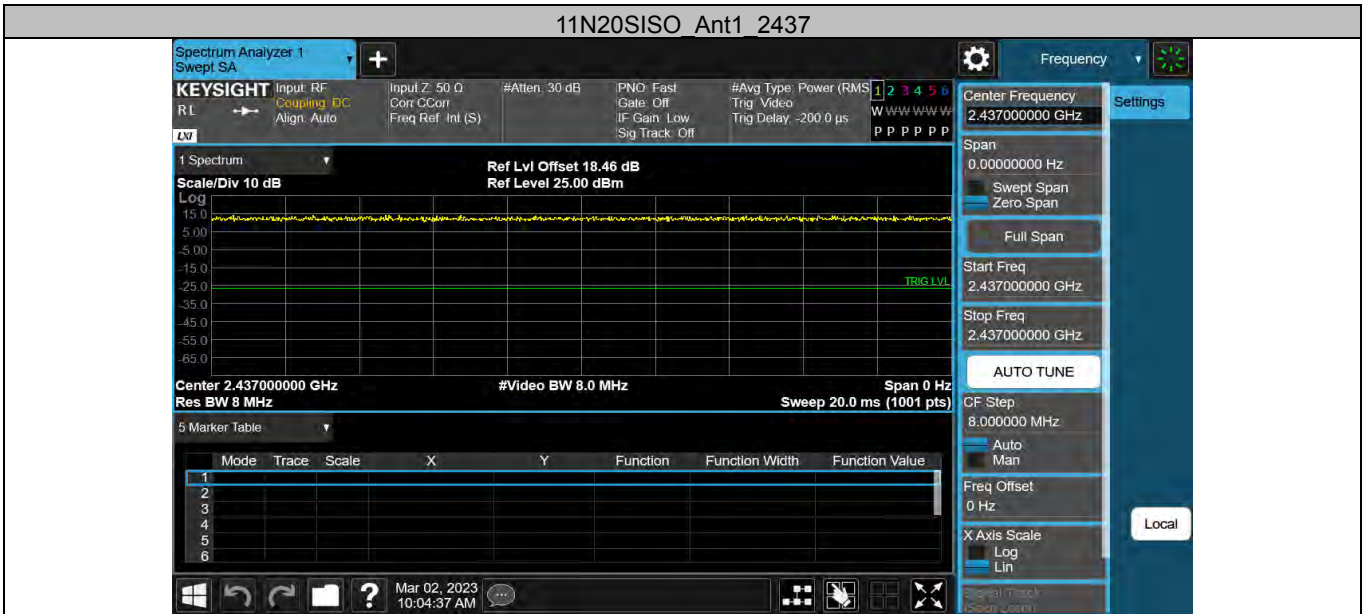 11N20SISO_Ant1_2437
Spectrum Analyzer 1
Swept SA
+
Frequency
KEYSIGHT
RL
LXI
Input: RF
Coupling: DC
Align: Auto
Input Z: 50 Ω
Corr CCorr
Freq Ref: Int (S)
#Atten: 30 dB
PNO: Fast
Gate: Off
IF Gain: Low
Sig Track: Off
#Avg Type: Power (RMS
Trig: Video
Trig Delay: -200.0 µs
1 2 3 4 5 6
W W W W W W
P P P P P P
1 Spectrum
Scale/Div 10 dB
Ref Lvl Offset 18.46 dB
Ref Level 25.00 dBm
Log
15.0
5.00
-5.00
-15.0
-25.0
-35.0
-45.0
-55.0
-65.0
TRIG LVL
Center 2.437000000 GHz
#Video BW 8.0 MHz
Span 0 Hz
Res BW 8 MHz
Sweep 20.0 ms (1001 pts)
5 Marker Table
Mode Trace Scale X Y Function Function Width Function Value
1
2
3
4
5
6
Mar 02, 2023
10:04:37 AM
?
Center Frequency
2.437000000 GHz
Settings
Span
0.00000000 Hz
Swept Span
Zero Span
Full Span
Start Freq
2.437000000 GHz
Stop Freq
2.437000000 GHz
AUTO TUNE
CF Step
8.000000 MHz
Auto
Man
Freq Offset
0 Hz
X Axis Scale
Log
Lin
Signal Track
(Span Zoom)
Local